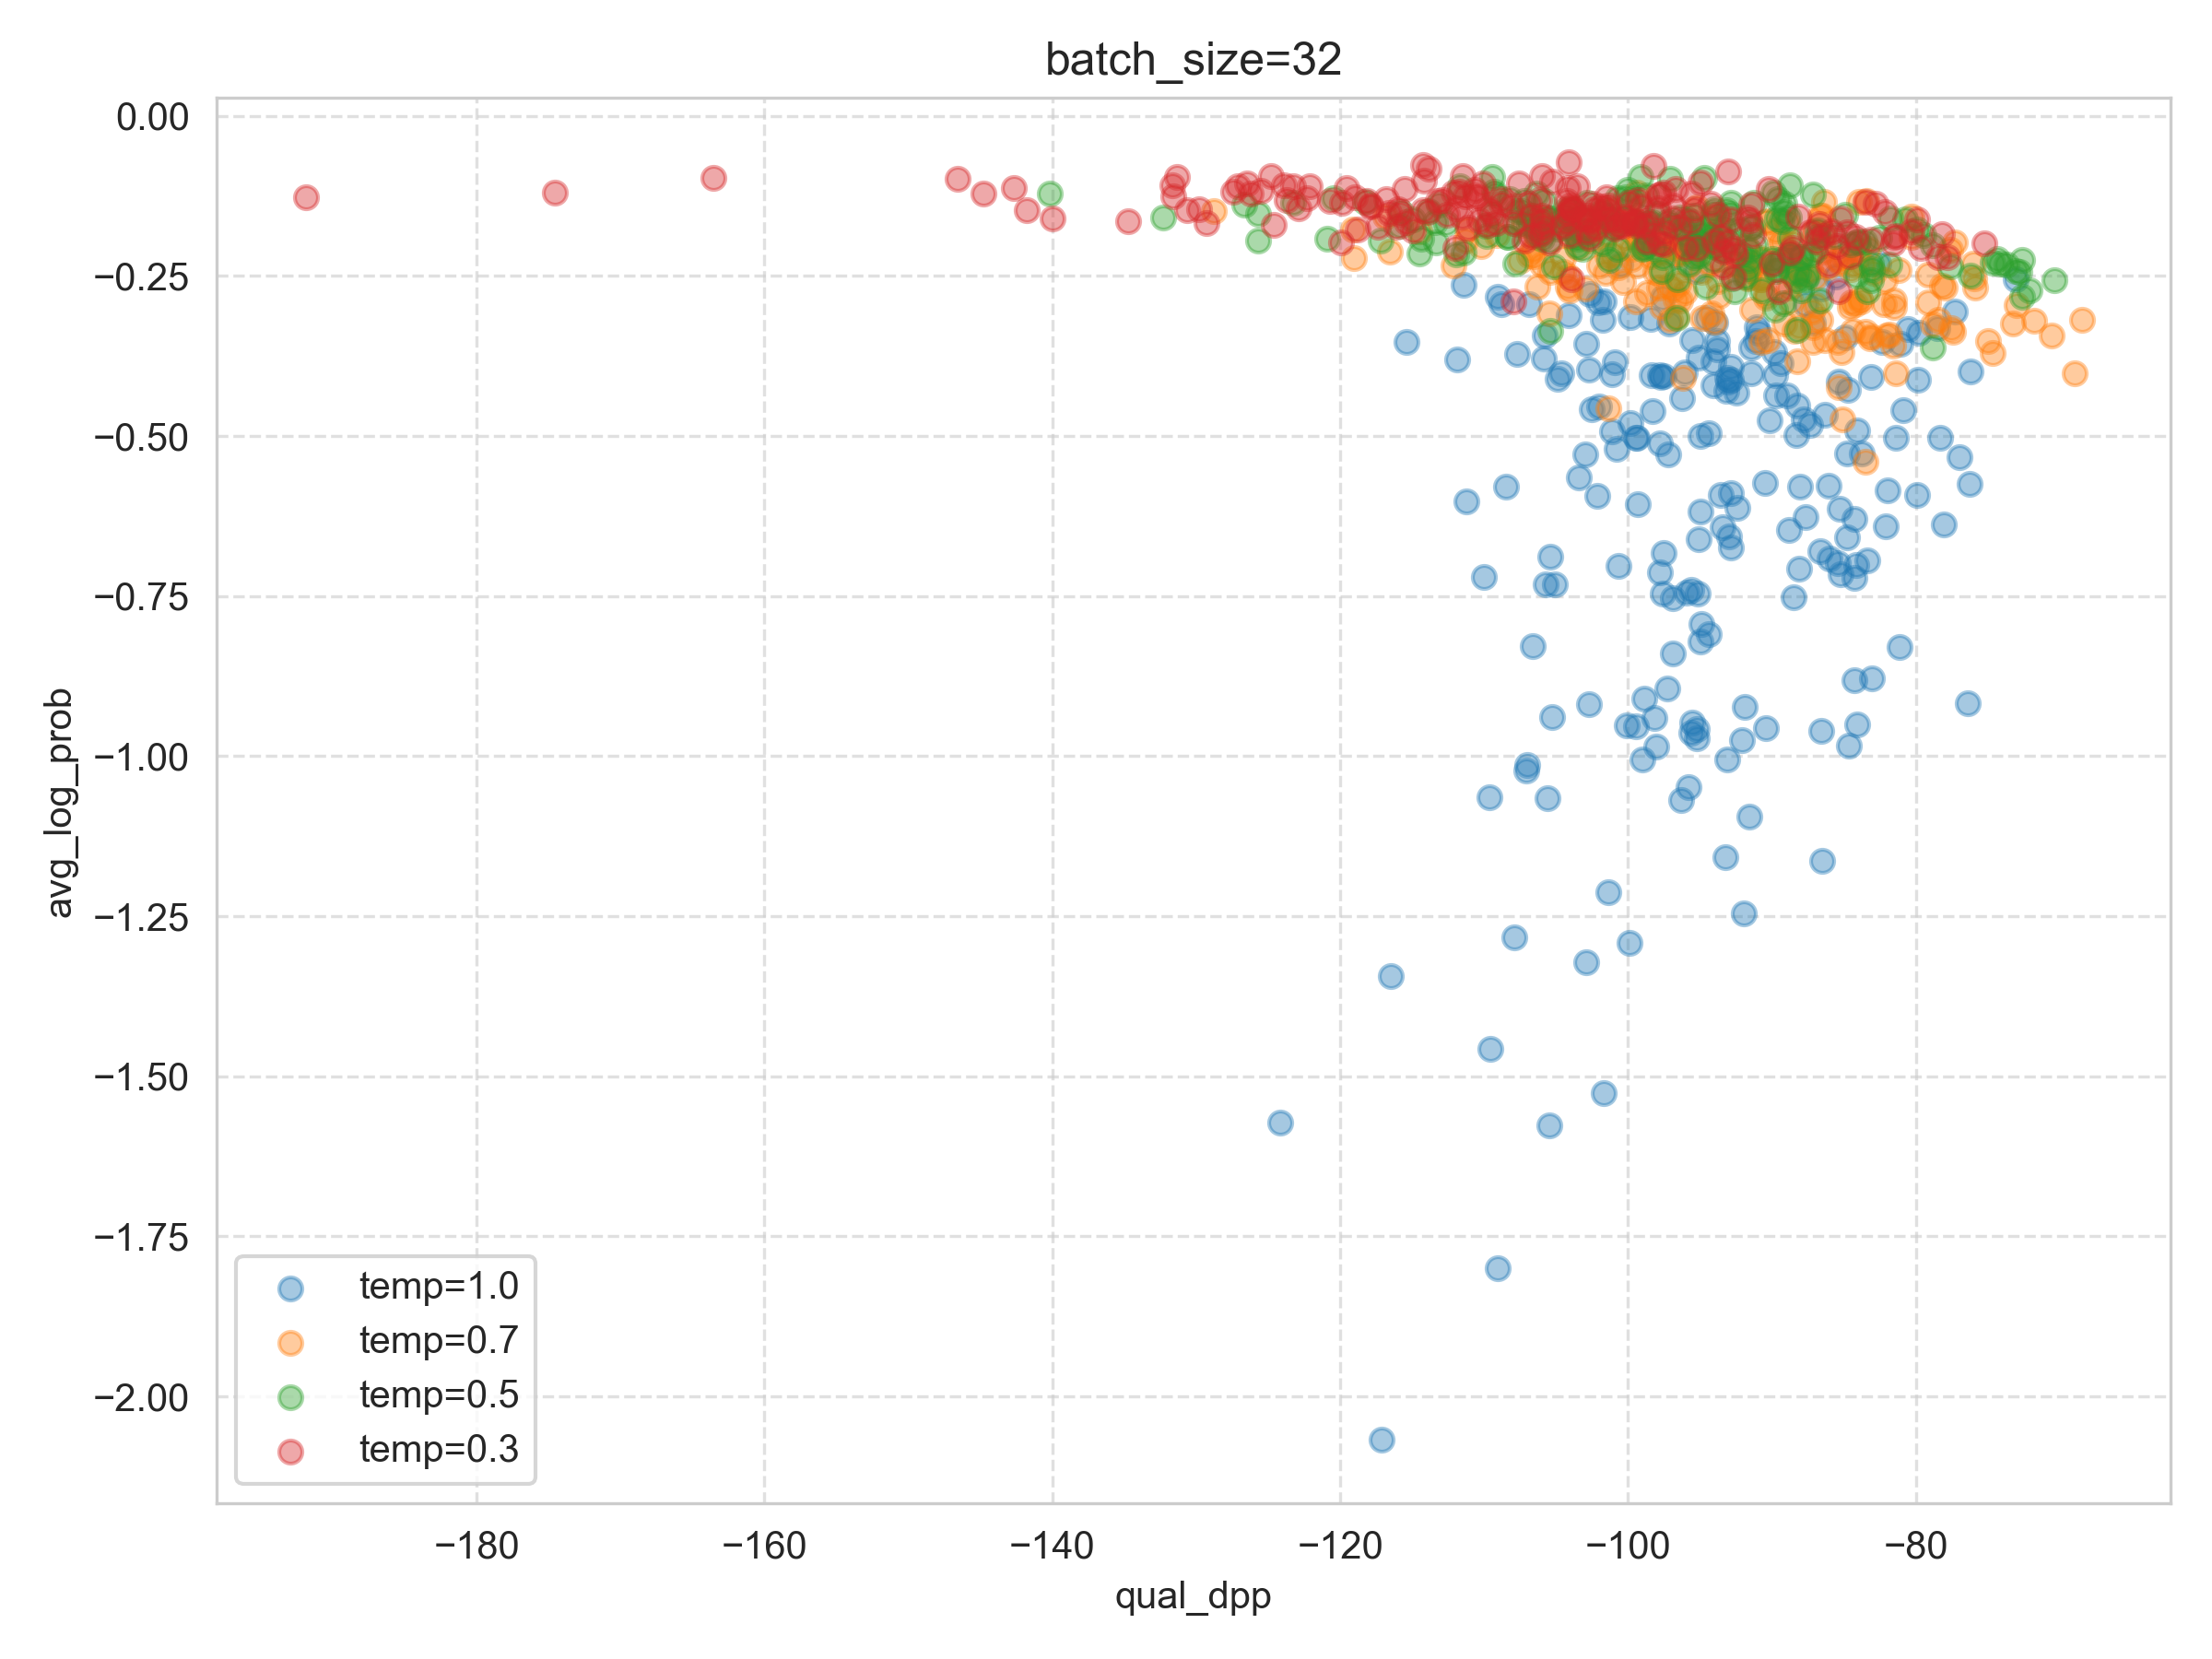 batch_size=32
0.00
−0.25
−0.50
−0.75
−1.00
−1.25
−1.50
−1.75
−2.00
avg_log_prob
temp=1.0
temp=0.7
temp=0.5
temp=0.3
−180
−160
−140
−120
−100
−80
qual_dpp